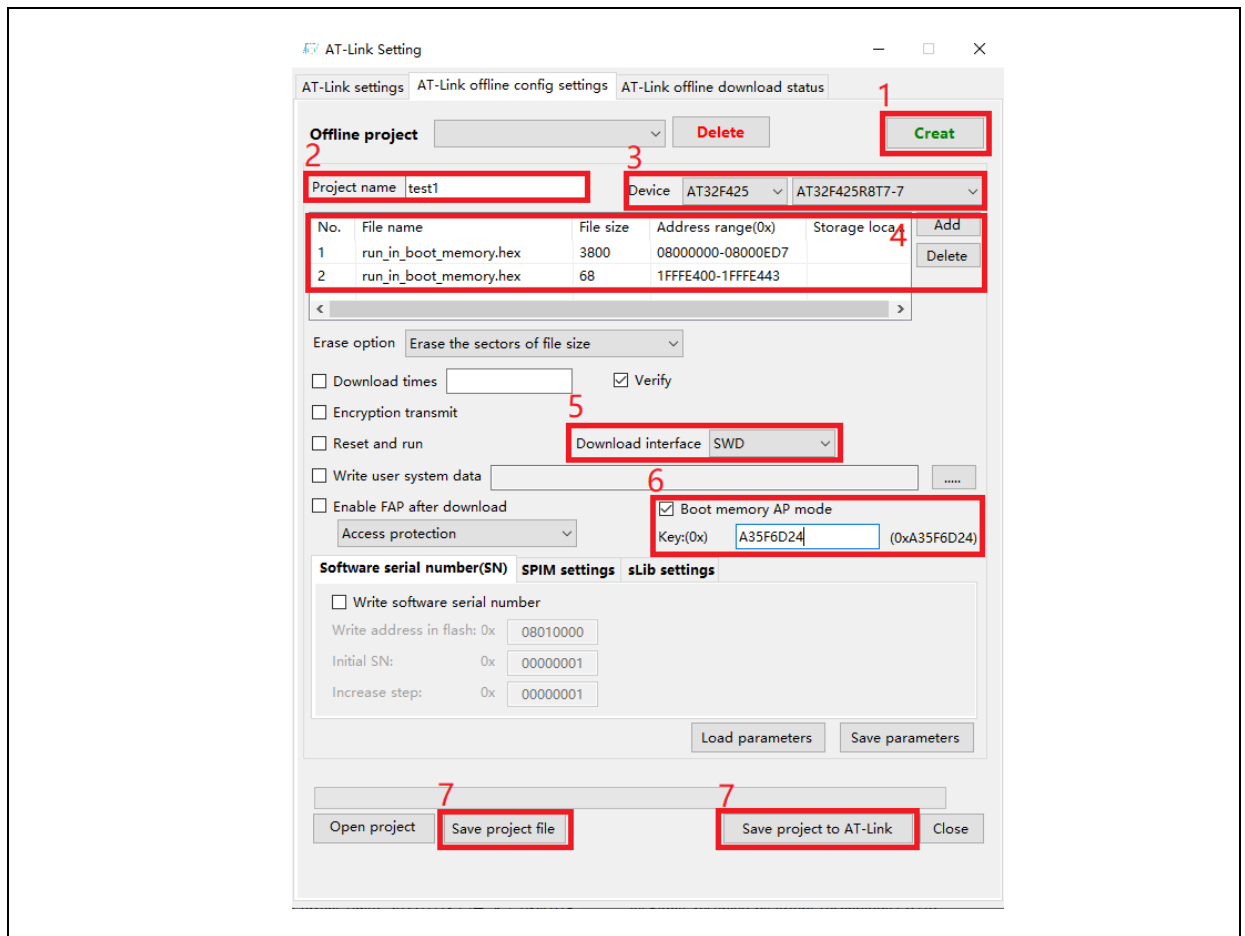 AT-Link Setting
AT-Link settings AT-Link offline config settings AT-Link offline download status
1
Offline project Delete Creat
2 3
Project name test1 Device AT32F425 AT32F425R8T7-7
No. File name File size Address range(0x) Storage loca Add
4
1 run_in_boot_memory.hex 3800 08000000-08000ED7 Delete
2 run_in_boot_memory.hex 68 1FFFE400-1FFFE443
Erase option Erase the sectors of file size
Download times Verify
Encryption transmit 5
Reset and run Download interface SWD
Write user system data .....
6
Enable FAP after download Boot memory AP mode
Access protection Key:(0x) A35F6D24 (0xA35F6D24)
Software serial number(SN) SPIM settings sLib settings
Write software serial number
Write address in flash: 0x 08010000
Initial SN: 0x 00000001
Increase step: 0x 00000001
Load parameters Save parameters
7 7
Open project Save project file Save project to AT-Link Close